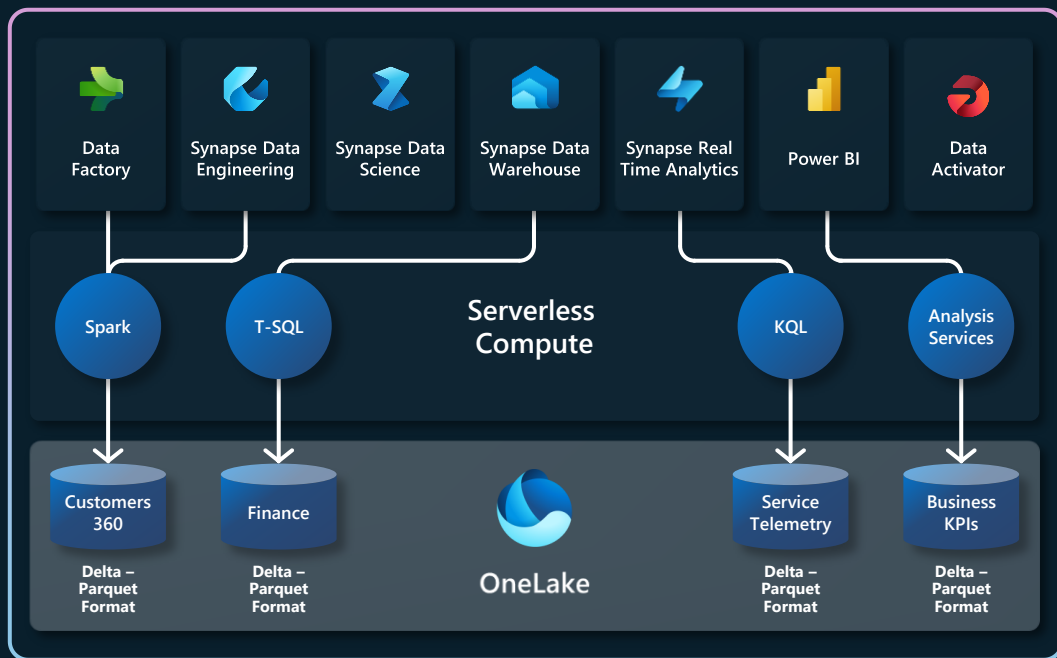 Data
Factory
Synapse Data
Engineering
Synapse Data
Science
Synapse Data
Warehouse
Synapse Real
Time Analytics
Power BI
Data
Activator
Spark
T-SQL
Serverless
Compute
KQL
Analysis
Services
Customers
360
Finance
Service
Telemetry
Business
KPIs
Delta –
Parquet
Format
Delta –
Parquet
Format
OneLake
Delta –
Parquet
Format
Delta –
Parquet
Format